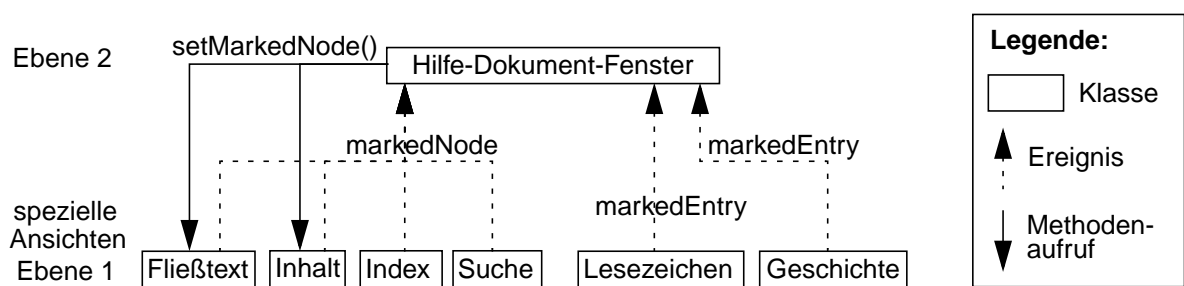 setMarkedNode()
Ebene 2
Hilfe-Dokument-Fenster
markedNode
markedEntry
markedEntry
spezielle
Ansichten
Ebene 1
Fließtext
Inhalt
Index
Suche
Lesezeichen
Geschichte
Legende:
Klasse
Ereignis
Methoden-
aufruf